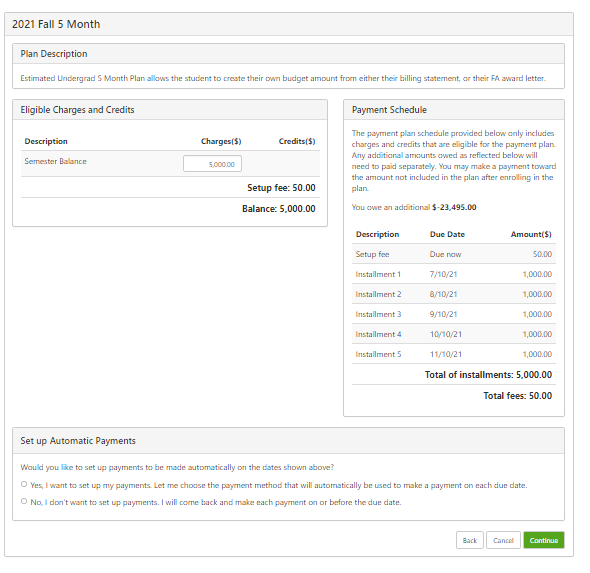 2021 Fall 5 Month
Plan Description
Estimated Undergrad 5 Month Plan allows the student to create their own budget amount from either their billing statement, or their FA award letter.
Eligible Charges and Credits
Description Charges($) Credits($)
Semester Balance 5,000.00
Setup fee: 50.00
Balance: 5,000.00
Payment Schedule
The payment plan schedule provided below only includes
charges and credits that are eligible for the payment plan.
Any additional amounts owed as reflected below will
need to paid separately. You may make a payment toward
the amount not included in the plan after enrolling in the
plan.
You owe an additional $-23,495.00
Description Due Date Amount($)
Setup fee Due now 50.00
Installment 1 7/10/21 1,000.00
Installment 2 8/10/21 1,000.00
Installment 3 9/10/21 1,000.00
Installment 4 10/10/21 1,000.00
Installment 5 11/10/21 1,000.00
Total of installments: 5,000.00
Total fees: 50.00
Set up Automatic Payments
Would you like to set up payments to be made automatically on the dates shown above?
Yes, I want to set up my payments. Let me choose the payment method that will automatically be used to make a payment on each due date.
No, I don't want to set up payments. I will come back and make each payment on or before the due date.
Back Cancel Continue